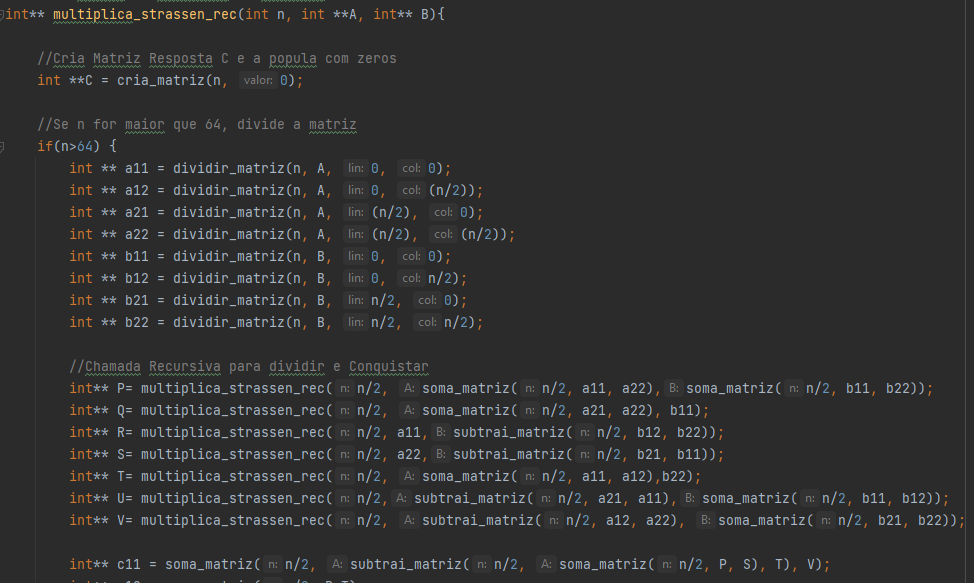 int** multiplica_strassen_rec(int n, int **A, int** B){
//Cria Matriz Resposta C e a popula com zeros
int **C = cria_matriz(n, valor: 0);
//Se n for maior que 64, divide a matriz
if(n>64) {
int ** a11 = dividir_matriz(n, A, lin: 0, col: 0);
int ** a12 = dividir_matriz(n, A, lin: 0, col: (n/2));
int ** a21 = dividir_matriz(n, A, lin: (n/2), col: 0);
int ** a22 = dividir_matriz(n, A, lin: (n/2), col: (n/2));
int ** b11 = dividir_matriz(n, B, lin: 0, col: 0);
int ** b12 = dividir_matriz(n, B, lin: 0, col: n/2);
int ** b21 = dividir_matriz(n, B, lin: n/2, col: 0);
int ** b22 = dividir_matriz(n, B, lin: n/2, col: n/2);
//Chamada Recursiva para dividir e Conquistar
int** P= multiplica_strassen_rec( n: n/2, A: soma_matriz( n: n/2, a11, a22), B: soma_matriz( n: n/2, b11, b22));
int** Q= multiplica_strassen_rec( n: n/2, A: soma_matriz( n: n/2, a21, a22), b11);
int** R= multiplica_strassen_rec( n: n/2, a11, B: subtrai_matriz( n: n/2, b12, b22));
int** S= multiplica_strassen_rec( n: n/2, a22, B: subtrai_matriz( n: n/2, b21, b11));
int** T= multiplica_strassen_rec( n: n/2, A: soma_matriz( n: n/2, a11, a12),b22);
int** U= multiplica_strassen_rec( n: n/2, A: subtrai_matriz( n: n/2, a21, a11), B: soma_matriz( n: n/2, b11, b12));
int** V= multiplica_strassen_rec( n: n/2, A: subtrai_matriz( n: n/2, a12, a22), B: soma_matriz( n: n/2, b21, b22));
int** c11 = soma_matriz( n: n/2, A: subtrai_matriz( n: n/2, A: soma_matriz( n: n/2, P, S), T), V);